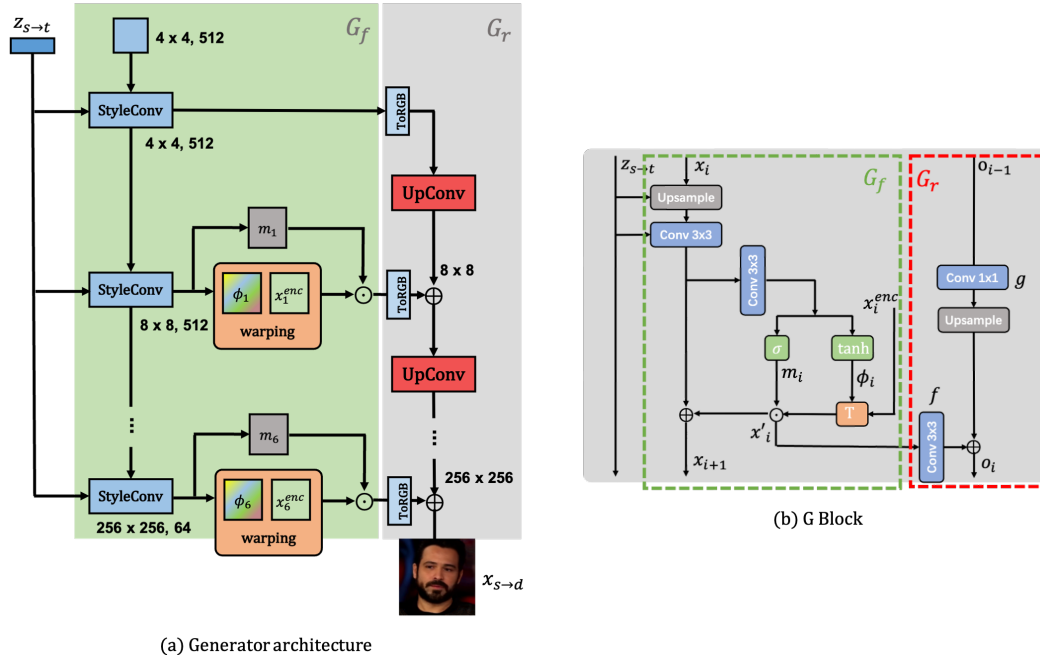 z_{s→t}
G_f
G_r
4 x 4, 512
StyleConv
ToRGB
4 x 4, 512
UpConv
m_1
8 x 8
StyleConv
ϕ_1
x_1^{enc}
ToRGB
⊙
⊕
warping
8 x 8, 512
UpConv
...
...
m_6
256 x 256
StyleConv
ϕ_6
x_6^{enc}
ToRGB
⊙
⊕
256 x 256, 64
warping
x_{s→d}
(a) Generator architecture
z_{s→t}
x_i
G_f
G_r
o_{i-1}
Upsample
Conv 3x3
Conv 3x3
Conv 1x1
g
x_i^{enc}
Upsample
σ
tanh
m_i
ϕ_i
f
⊕
⊙
T
x'_i
Conv 3x3
⊕
x_{i+1}
o_i
(b) G Block